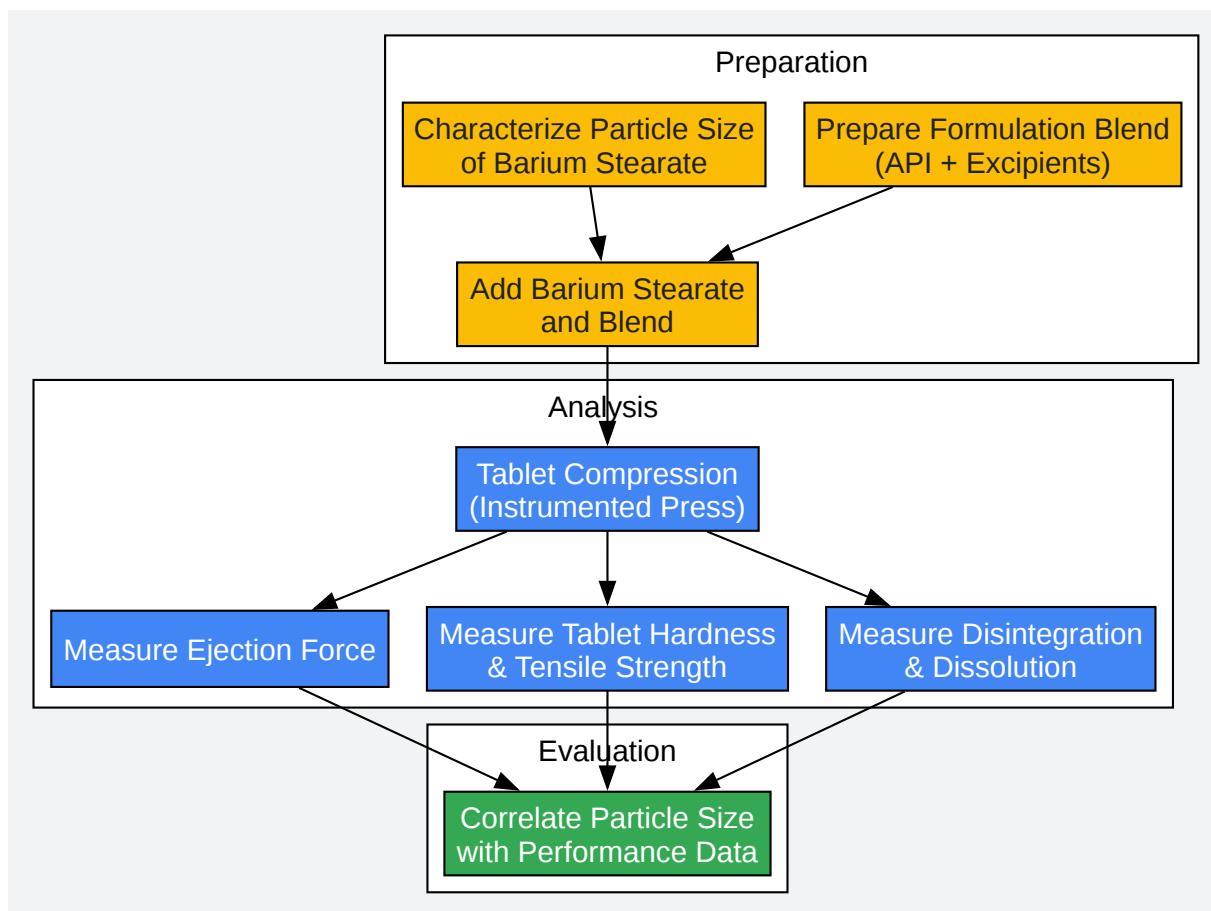 Preparation
Characterize Particle Size
of Barium Stearate
Prepare Formulation Blend
(API + Excipients)
Add Barium Stearate
and Blend
Analysis
Tablet Compression
(Instrumented Press)
Measure Ejection Force
Measure Tablet Hardness
& Tensile Strength
Measure Disintegration
& Dissolution
Evaluation
Correlate Particle Size
with Performance Data